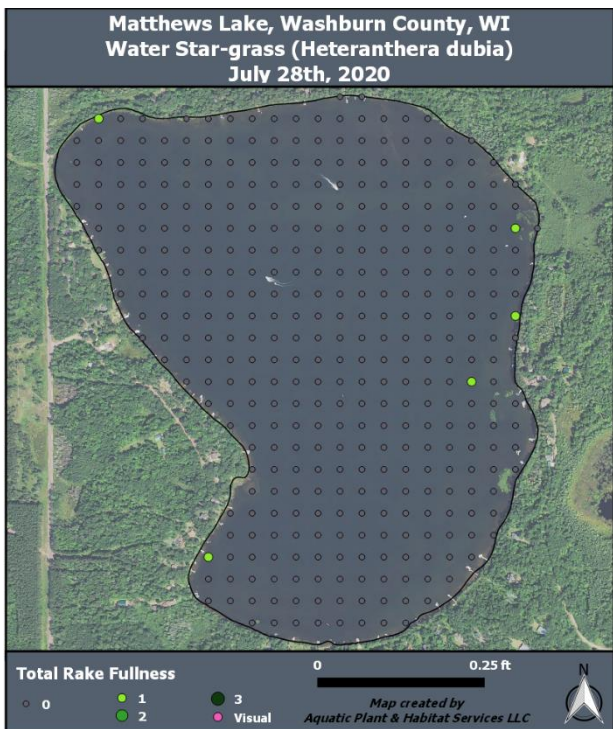 Matthews Lake, Washburn County, WI
Water Star-grass (Heteranthera dubia)
July 28th, 2020
Total Rake Fullness
0
1
2
3
Visual
0 0.25 ft
Map created by
Aquatic Plant & Habitat Services LLC
N